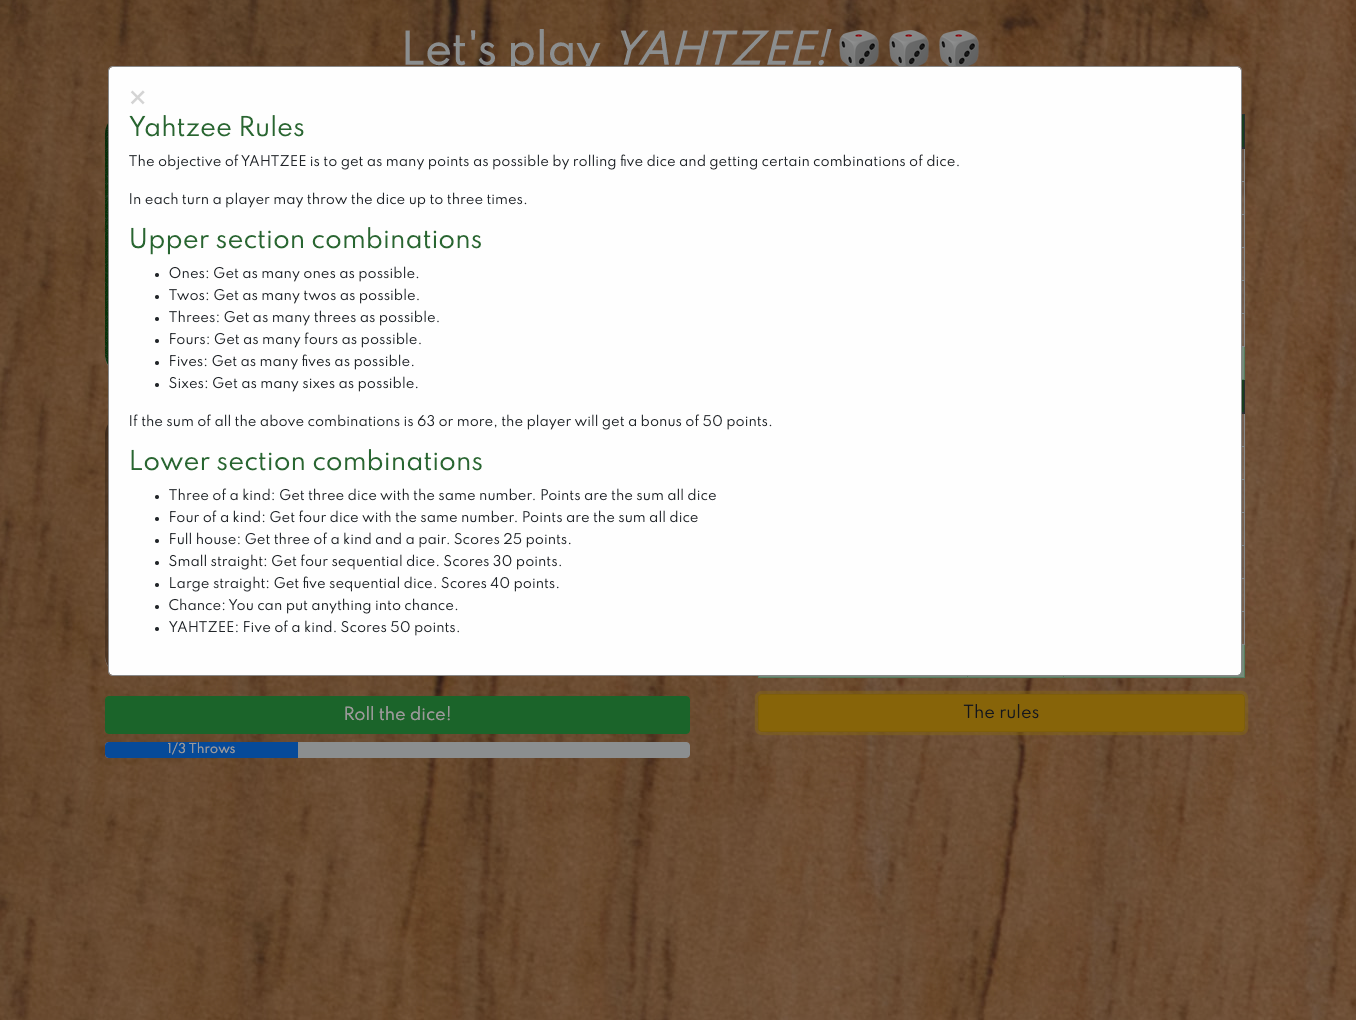 Let's play YAHTZEE!
×
Yahtzee Rules
The objective of YAHTZEE is to get as many points as possible by rolling five dice and getting certain combinations of dice.
In each turn a player may throw the dice up to three times.
Upper section combinations
• Ones: Get as many ones as possible.
• Twos: Get as many twos as possible.
• Threes: Get as many threes as possible.
• Fours: Get as many fours as possible.
• Fives: Get as many fives as possible.
• Sixes: Get as many sixes as possible.
If the sum of all the above combinations is 63 or more, the player will get a bonus of 50 points.
Lower section combinations
• Three of a kind: Get three dice with the same number. Points are the sum all dice
• Four of a kind: Get four dice with the same number. Points are the sum all dice
• Full house: Get three of a kind and a pair. Scores 25 points.
• Small straight: Get four sequential dice. Scores 30 points.
• Large straight: Get five sequential dice. Scores 40 points.
• Chance: You can put anything into chance.
• YAHTZEE: Five of a kind. Scores 50 points.
Roll the dice!
The rules
1/3 Throws